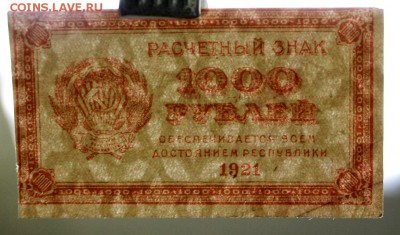 COINS.LAVE.RU
РАСЧЕТНЫЙ ЗНАК
1000
РУБЛЕЙ
ОБЕСПЕЧИВАЕТСЯ ВСЕМ
ДОСТОЯНИЕМ РЕСПУБЛИКИ
1921